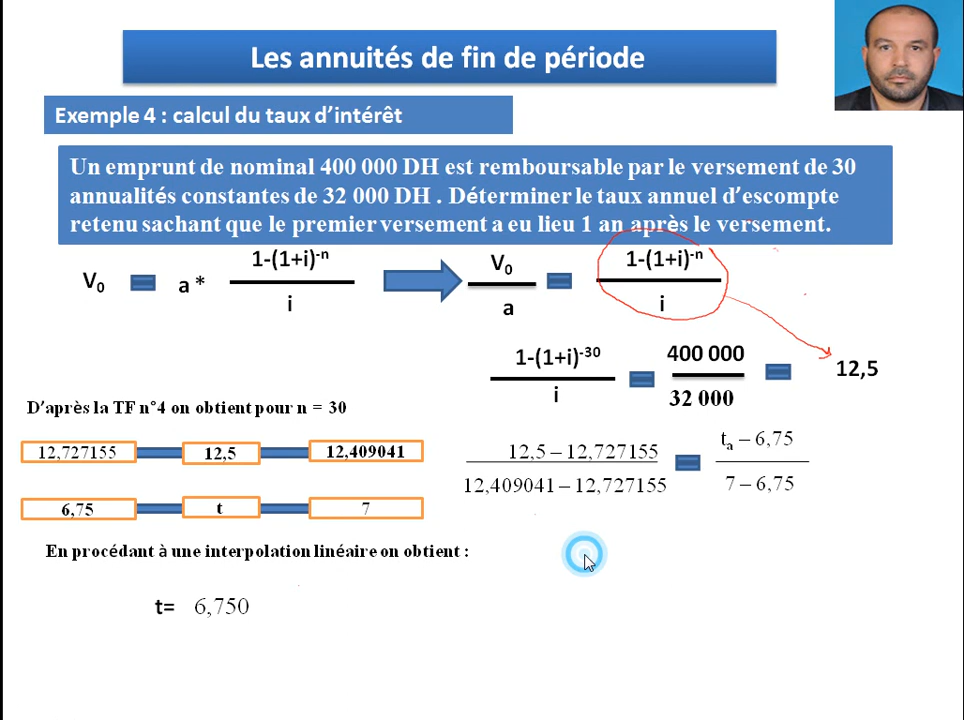 Les annuités de fin de période
Exemple 4 : calcul du taux d'intérêt
Un emprunt de nominal 400 000 DH est remboursable par le versement de 30
annualités constantes de 32 000 DH . Déterminer le taux annuel d'escompte
retenu sachant que le premier versement a eu lieu 1 an après le versement.
V₀ = a * 1-(1+i)⁻ⁿ / i
V₀ / a = 1-(1+i)⁻ⁿ / i
1-(1+i)⁻³⁰ / i = 400 000 / 32 000 = 12,5
D'après la TF n°4 on obtient pour n = 30
12,727155 12,5 12,409041
6,75 t 7
12,5 – 12,727155 / 12,409041 – 12,727155 = tₐ – 6,75 / 7 – 6,75
En procédant à une interpolation linéaire on obtient :
t= 6,750